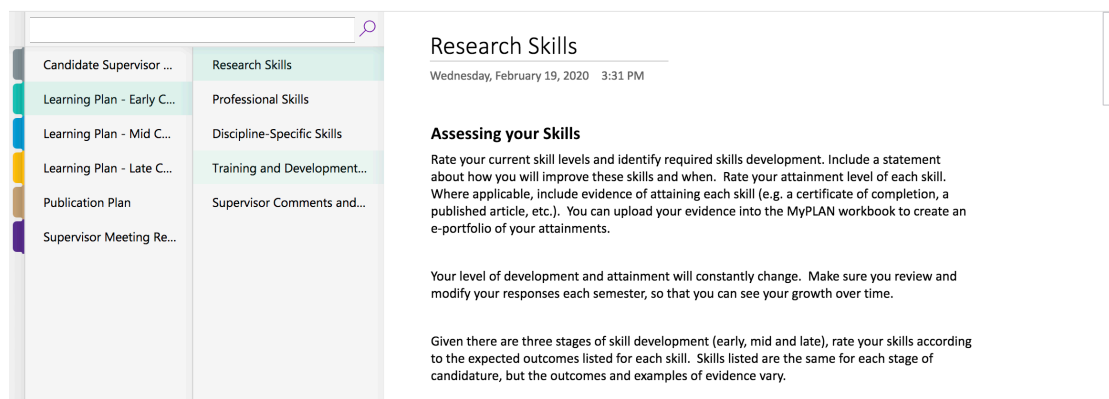 Candidate Supervisor ...
Learning Plan - Early C...
Learning Plan - Mid C...
Learning Plan - Late C...
Publication Plan
Supervisor Meeting Re...
Research Skills
Professional Skills
Discipline-Specific Skills
Training and Development...
Supervisor Comments and...
Research Skills
Wednesday, February 19, 2020 3:31 PM
Assessing your Skills
Rate your current skill levels and identify required skills development. Include a statement
about how you will improve these skills and when.  Rate your attainment level of each skill.
Where applicable, include evidence of attaining each skill (e.g. a certificate of completion, a
published article, etc.).  You can upload your evidence into the MyPLAN workbook to create an
e-portfolio of your attainments.
Your level of development and attainment will constantly change.  Make sure you review and
modify your responses each semester, so that you can see your growth over time.
Given there are three stages of skill development (early, mid and late), rate your skills according
to the expected outcomes listed for each skill.  Skills listed are the same for each stage of
candidature, but the outcomes and examples of evidence vary.